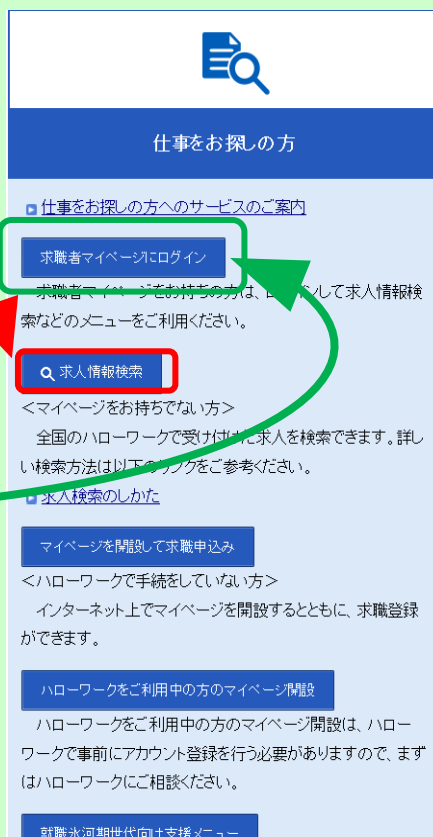 仕事をお探しの方
仕事をお探しの方へのサービスのご案内
求職者マイページにログイン
求職者マイページをお持ちの方は、ログインして求人情報検
索などのメニューをご利用ください。
求人情報検索
＜マイページをお持ちでない方＞
全国のハローワークで受け付けた求人を検索できます。詳し
い検索方法は以下のリンクをご参考ください。
求人検索のしかた
マイページを開設して求職申込み
＜ハローワークで手続をしていない方＞
インターネット上でマイページを開設するとともに、求職登録
ができます。
ハローワークをご利用中の方のマイページ開設
ハローワークをご利用中の方のマイページ開設は、ハロー
ワークで事前にアカウント登録を行う必要がありますので、まず
はハローワークにご相談ください。
就職氷河期世代向け支援メニュー